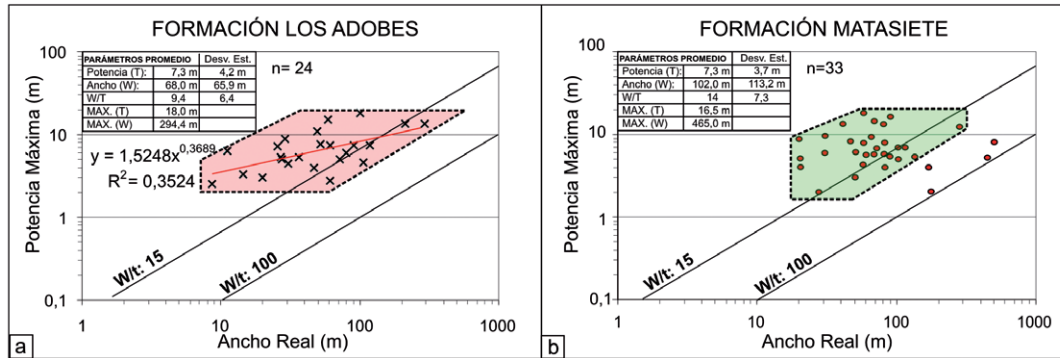 FORMACIÓN LOS ADOBES
PARÁMETROS PROMEDIO Desv. Est.
Potencia (T): 7,3 m 4,2 m
Ancho (W): 68,0 m 65,9 m
W/T 9,4 6,4
MAX. (T) 18,0 m
MAX. (W) 294,4 m
n= 24
y = 1,5248x^0,3689
R² = 0,3524
W/t: 15
W/t: 100
Potencia Máxima (m)
100
10
1
0,1
1 10 100 1000
Ancho Real (m)
a
FORMACIÓN MATASIETE
PARÁMETROS PROMEDIO Desv. Est.
Potencia (T): 7,3 m 3,7 m
Ancho (W): 102,0 m 113,2 m
W/T 14 7,3
MAX. (T) 16,5 m
MAX. (W) 465,0 m
n=33
W/t: 15
W/t: 100
Potencia Máxima (m)
100
10
1
0,1
1 10 100 1000
Ancho Real (m)
b